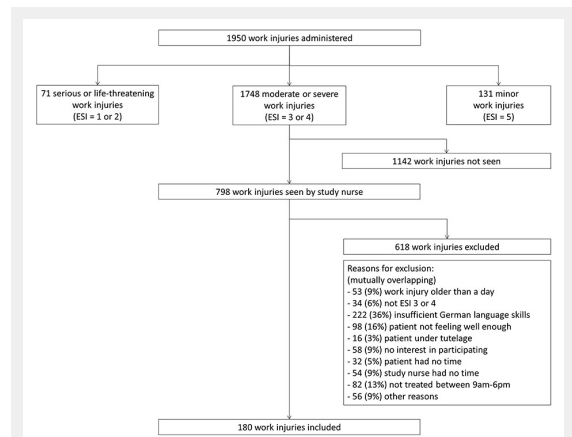 1950 work injuries administered
71 serious or life-threatening
work injuries
(ESI = 1 or 2)
1748 moderate or severe
work injuries
(ESI = 3 or 4)
131 minor
work injuries
(ESI = 5)
1142 work injuries not seen
798 work injuries seen by study nurse
618 work injuries excluded
Reasons for exclusion:
(mutually overlapping)
- 53 (9%) work injury older than a day
- 34 (6%) not ESI 3 or 4
- 222 (36%) insufficient German language skills
- 98 (16%) patient not feeling well enough
- 16 (3%) patient under tutelage
- 58 (9%) no interest in participating
- 32 (5%) patient had no time
- 54 (9%) study nurse had no time
- 82 (13%) not treated between 9am-6pm
- 56 (9%) other reasons
180 work injuries included